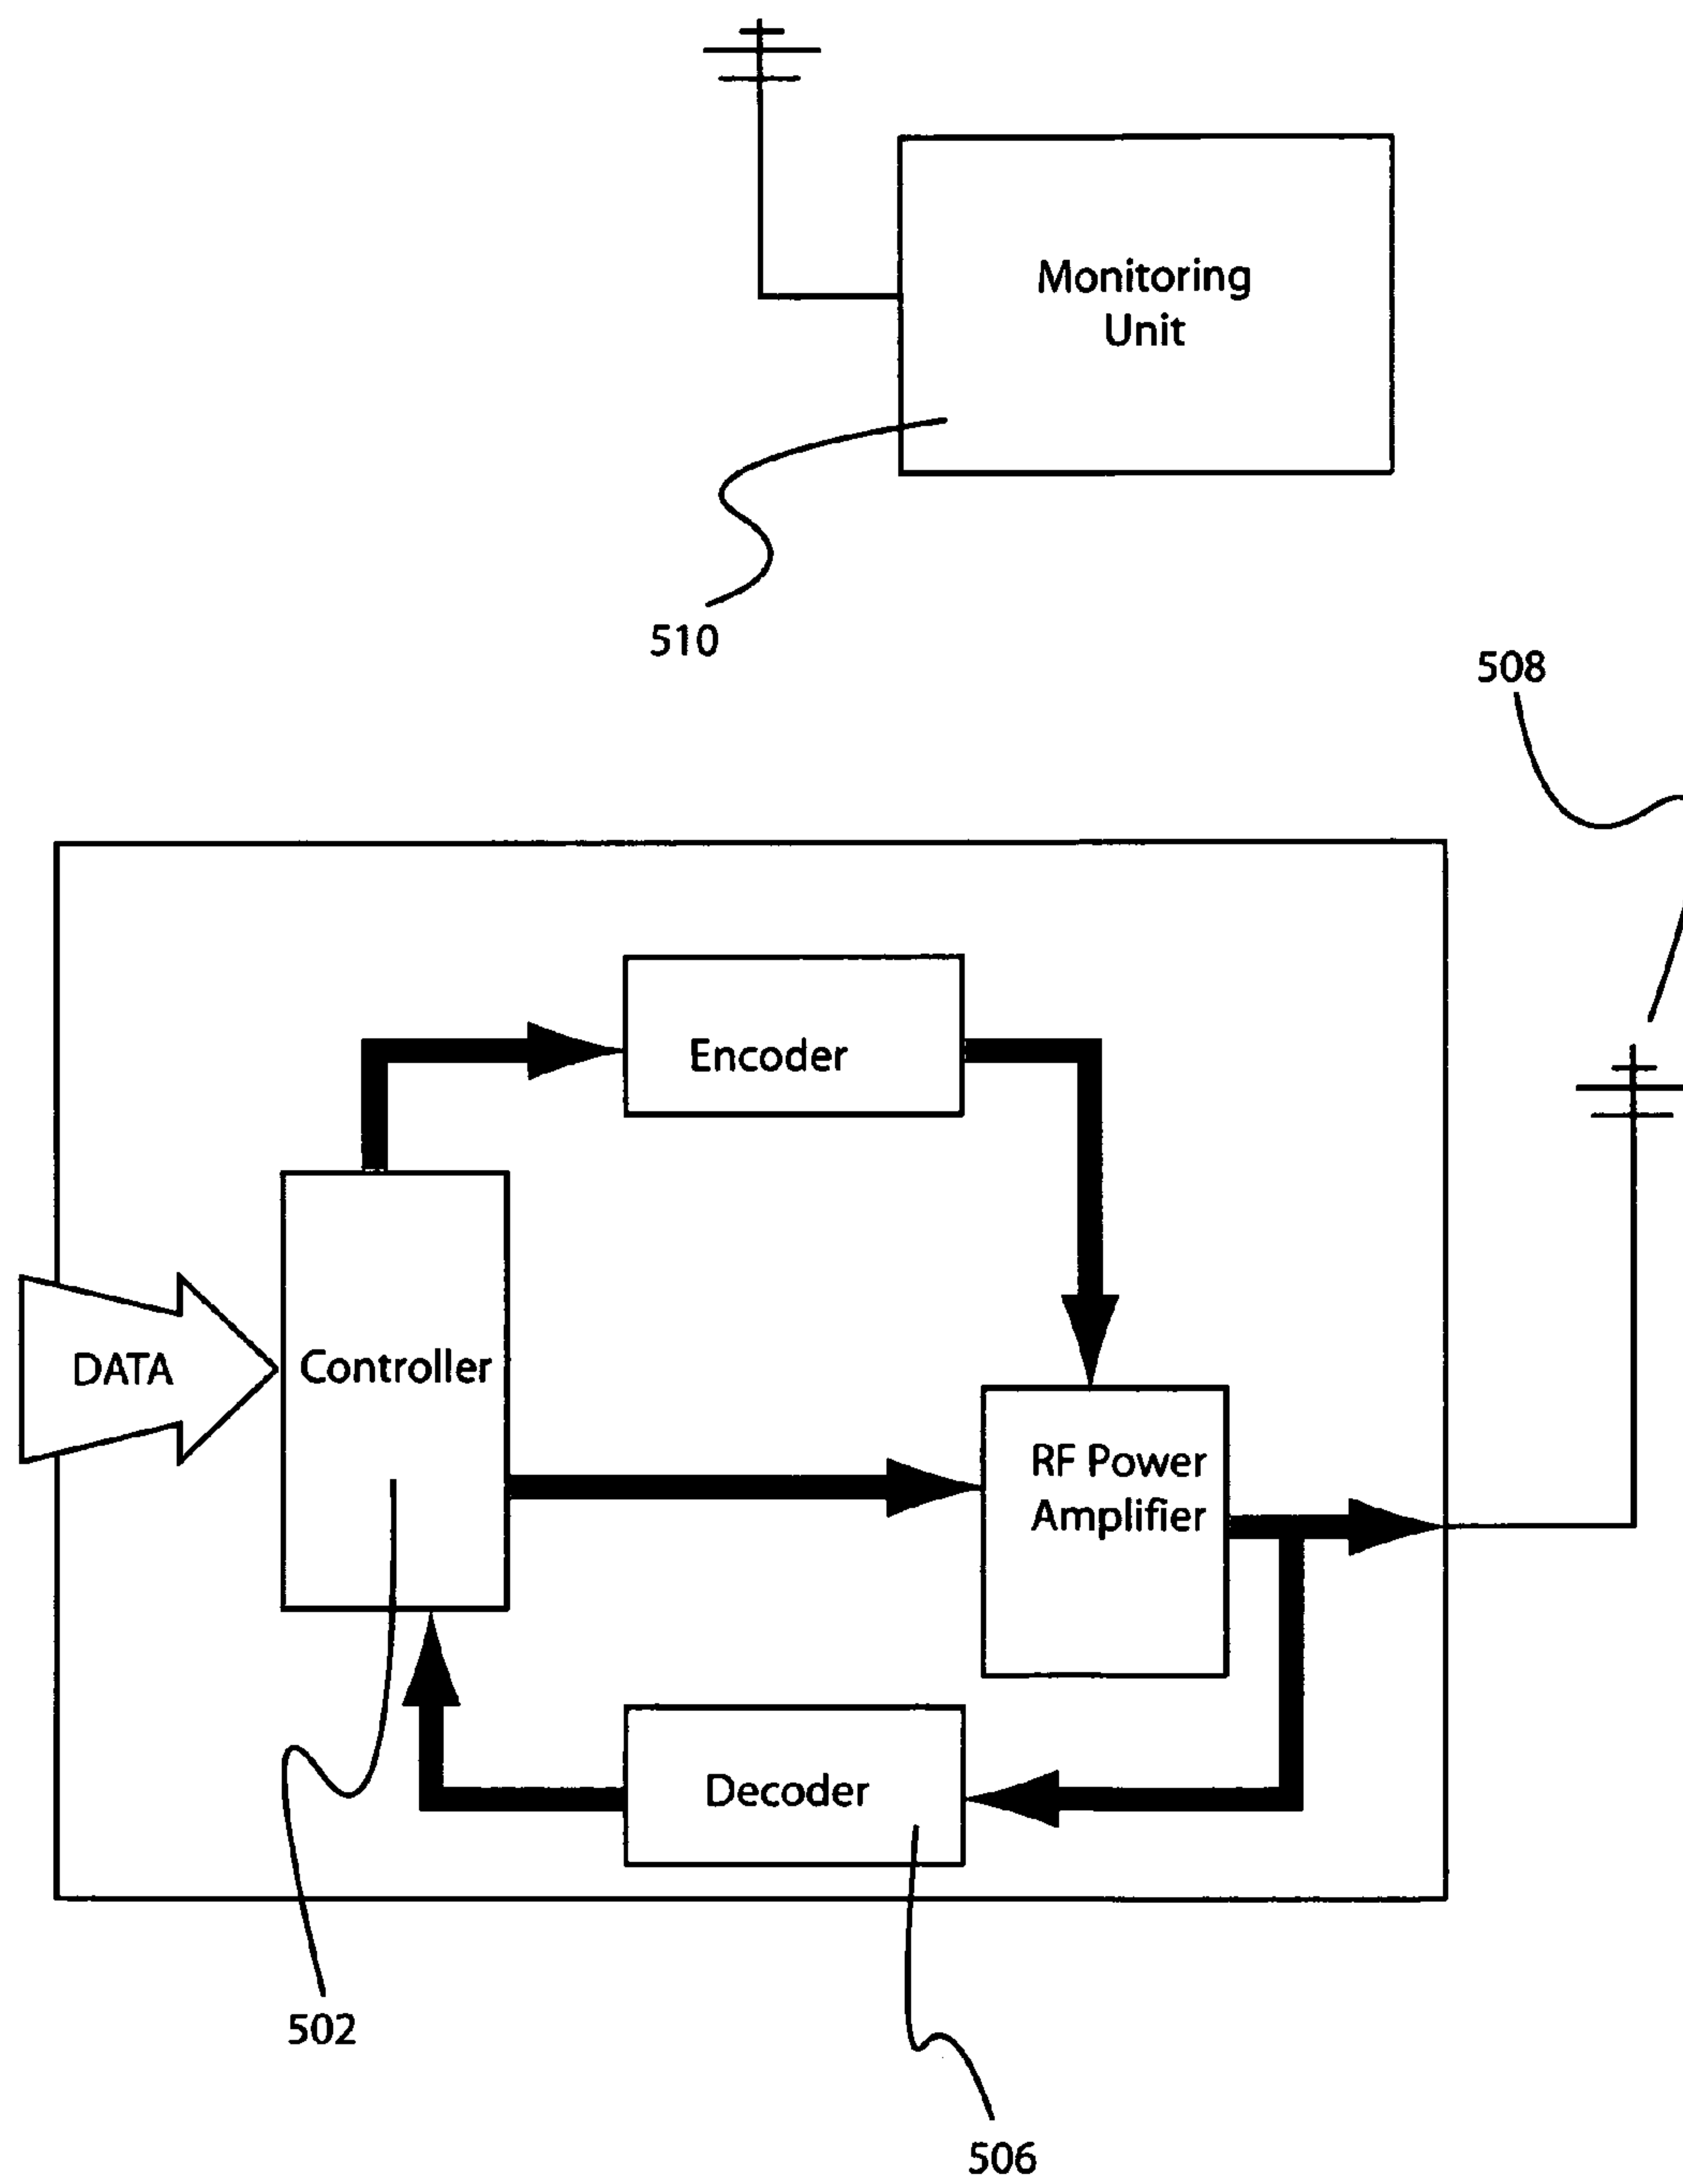 Monitoring
Unit
510
508
Encoder
DATA
Controller
RF Power
Amplifier
Decoder
502
506